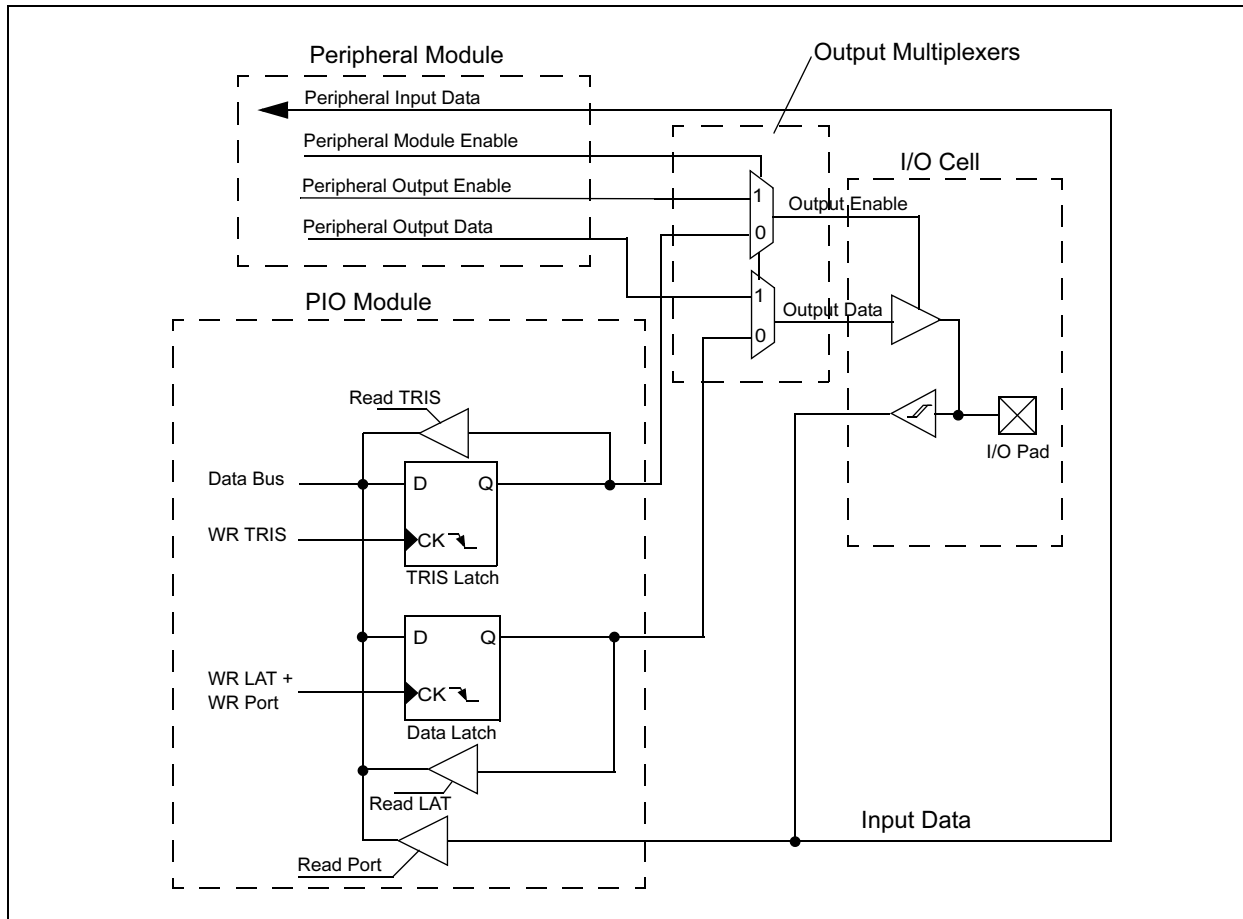 Peripheral Module
Output Multiplexers
Peripheral Input Data
Peripheral Module Enable
I/O Cell
Peripheral Output Enable
1
Output Enable
Peripheral Output Data
0
PIO Module
1
Output Data
0
Read TRIS
I/O Pad
Data Bus
D
Q
WR TRIS
CK
TRIS Latch
D
Q
WR LAT +
WR Port
CK
Data Latch
Read LAT
Input Data
Read Port